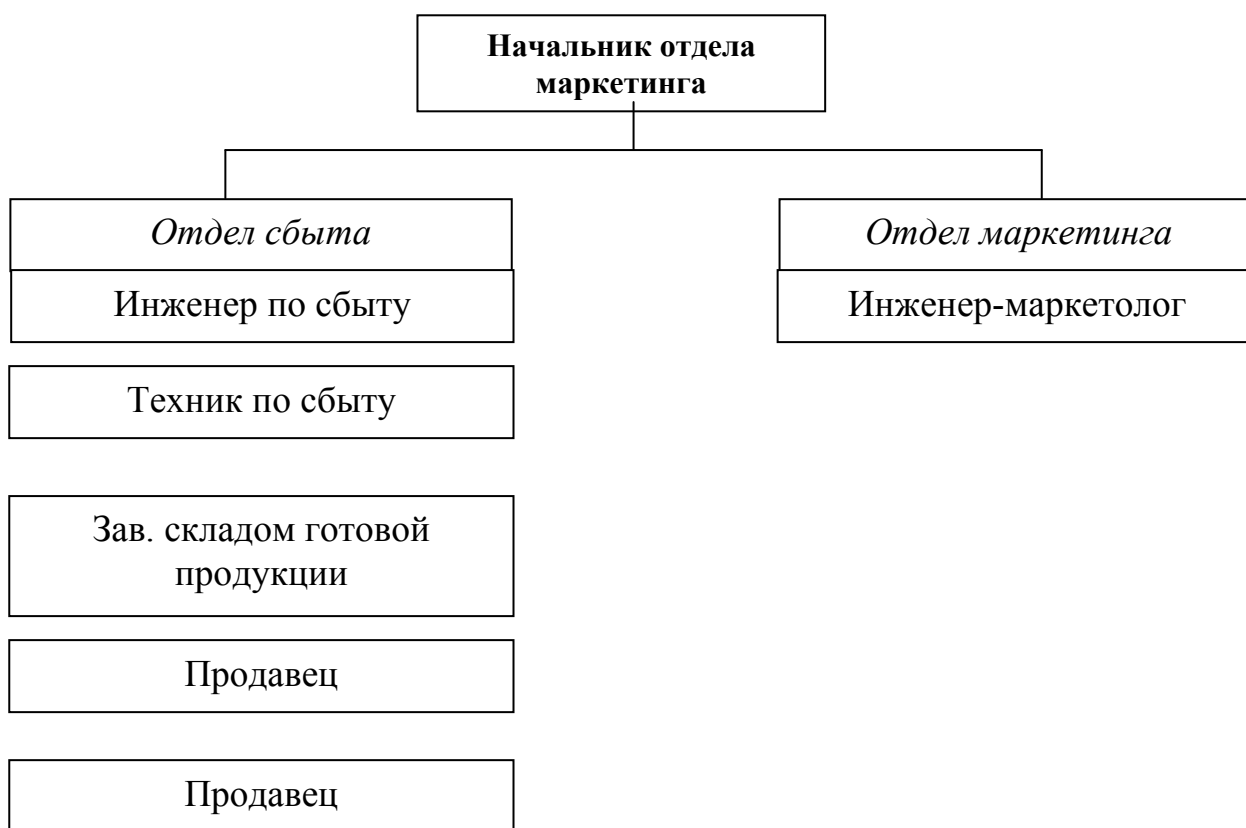 Начальник отдела
маркетинга
Отдел сбыта
Отдел маркетинга
Инженер по сбыту
Инженер-маркетолог
Техник по сбыту
Зав. складом готовой
продукции
Продавец
Продавец